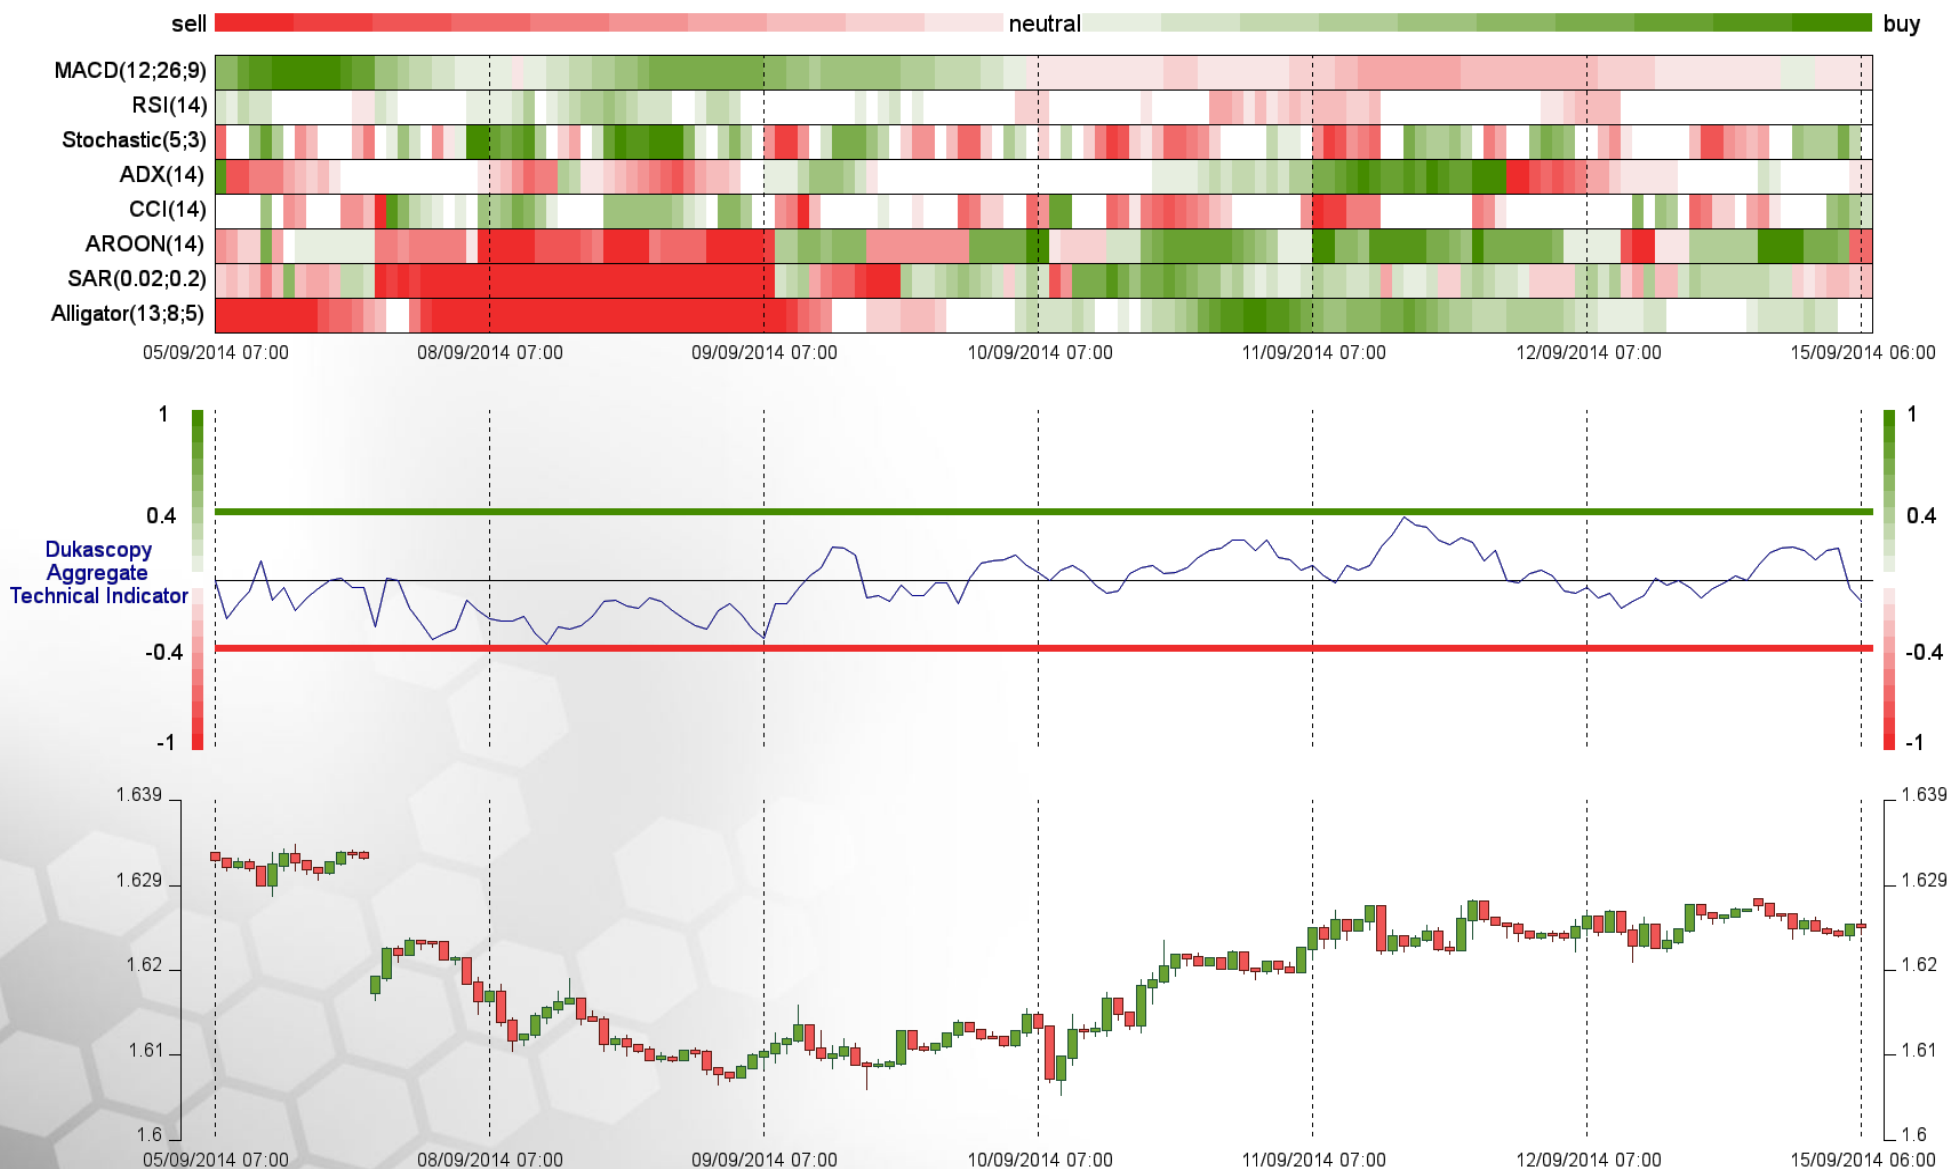 sell neutral buy
MACD(12;26;9)
RSI(14)
Stochastic(5;3)
ADX(14)
CCI(14)
AROON(14)
SAR(0.02;0.2)
Alligator(13;8;5)
05/09/2014 07:00 08/09/2014 07:00 09/09/2014 07:00 10/09/2014 07:00 11/09/2014 07:00 12/09/2014 07:00 15/09/2014 06:00
1 1
0.4 0.4
Dukascopy
Aggregate
Technical Indicator
-0.4 -0.4
-1 -1
1.639 1.639
1.629 1.629
1.62 1.62
1.61 1.61
1.6 1.6
05/09/2014 07:00 08/09/2014 07:00 09/09/2014 07:00 10/09/2014 07:00 11/09/2014 07:00 12/09/2014 07:00 15/09/2014 06:00